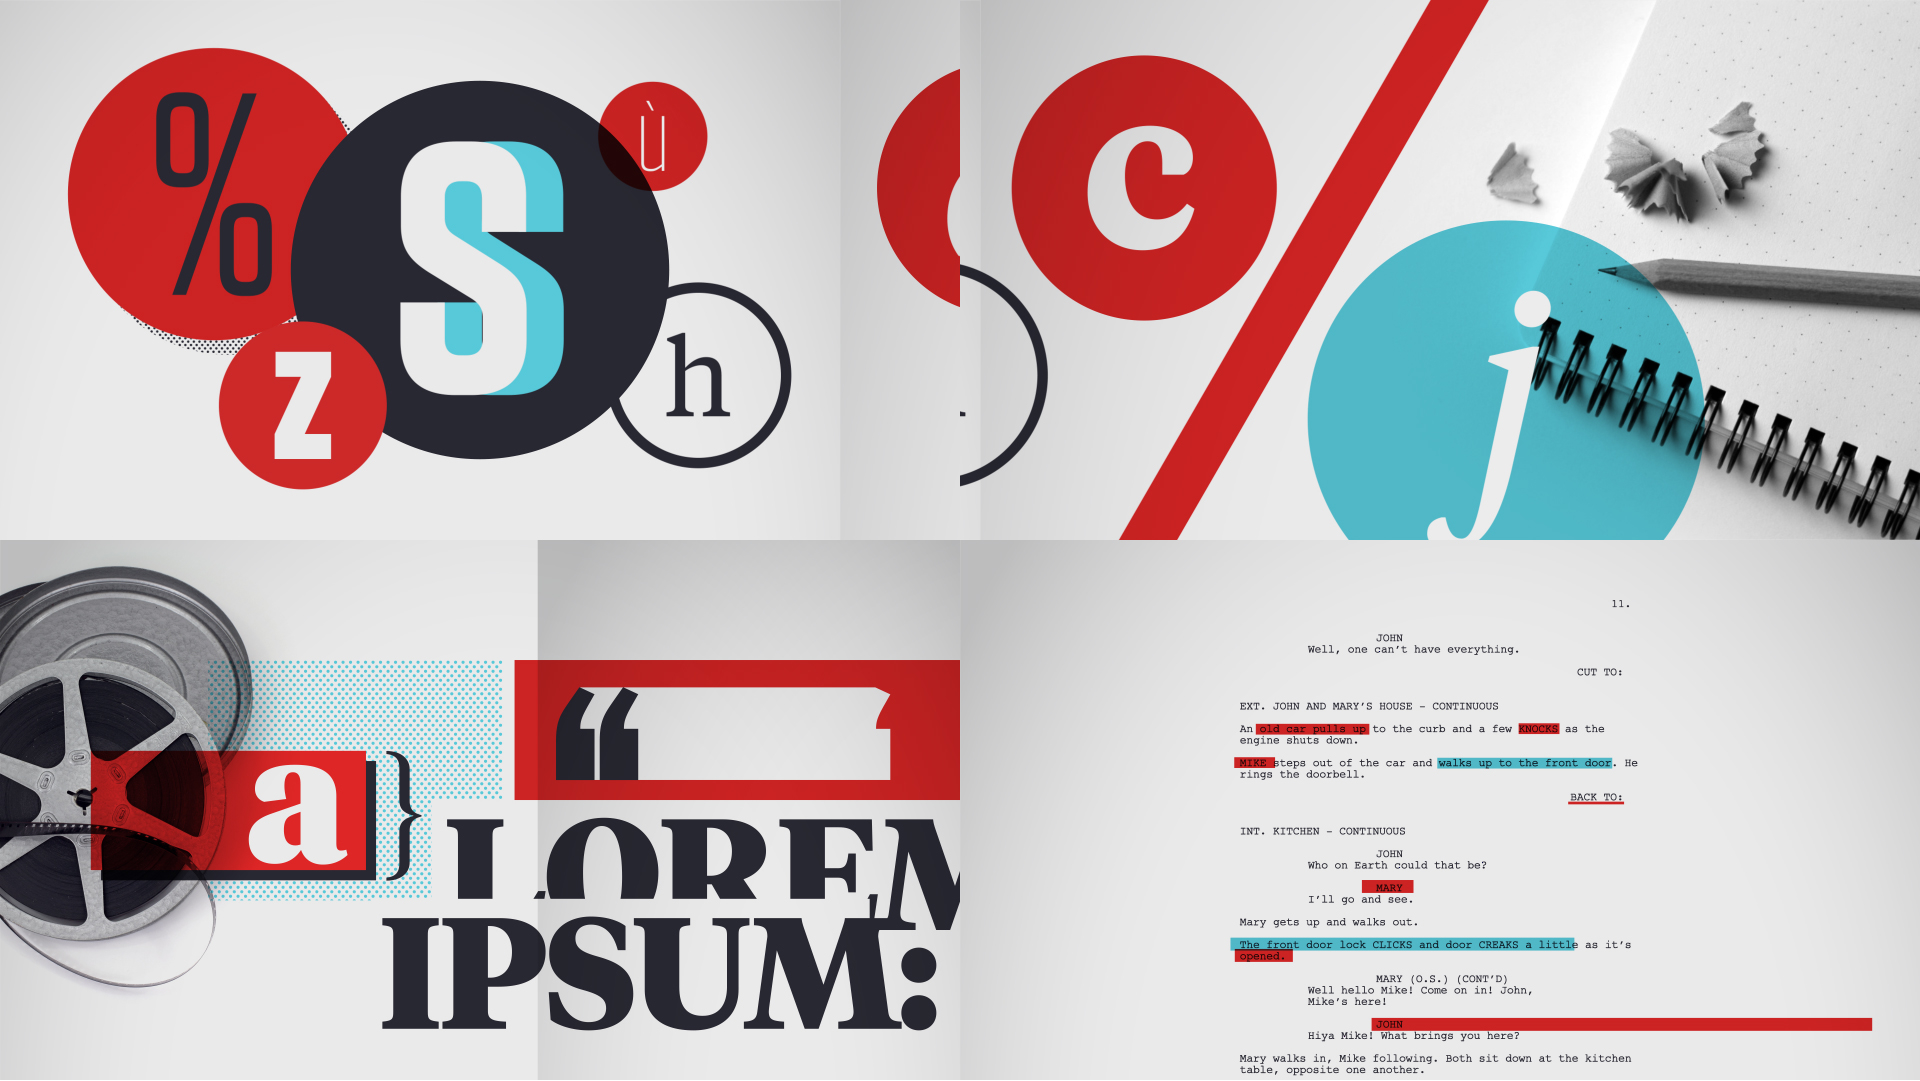 %
S
ù
z
h
c
j
a
}
“
LOREM
IPSUM:
11.
JOHN
Well, one can’t have everything.
CUT TO:
EXT. JOHN AND MARY’S HOUSE – CONTINUOUS
An old car pulls up to the curb and a few KNOCKS as the
engine shuts down.
MIKE steps out of the car and walks up to the front door. He
rings the doorbell.
BACK TO:
INT. KITCHEN – CONTINUOUS
JOHN
Who on Earth could that be?
MARY
I’ll go and see.
Mary gets up and walks out.
The front door lock CLICKS and door CREAKS a little as it’s
opened.
MARY (O.S.) (CONT’D)
Well hello Mike! Come on in! John,
Mike’s here!
JOHN
Hiya Mike! What brings you here?
Mary walks in, Mike following. Both sit down at the kitchen
table, opposite one another.